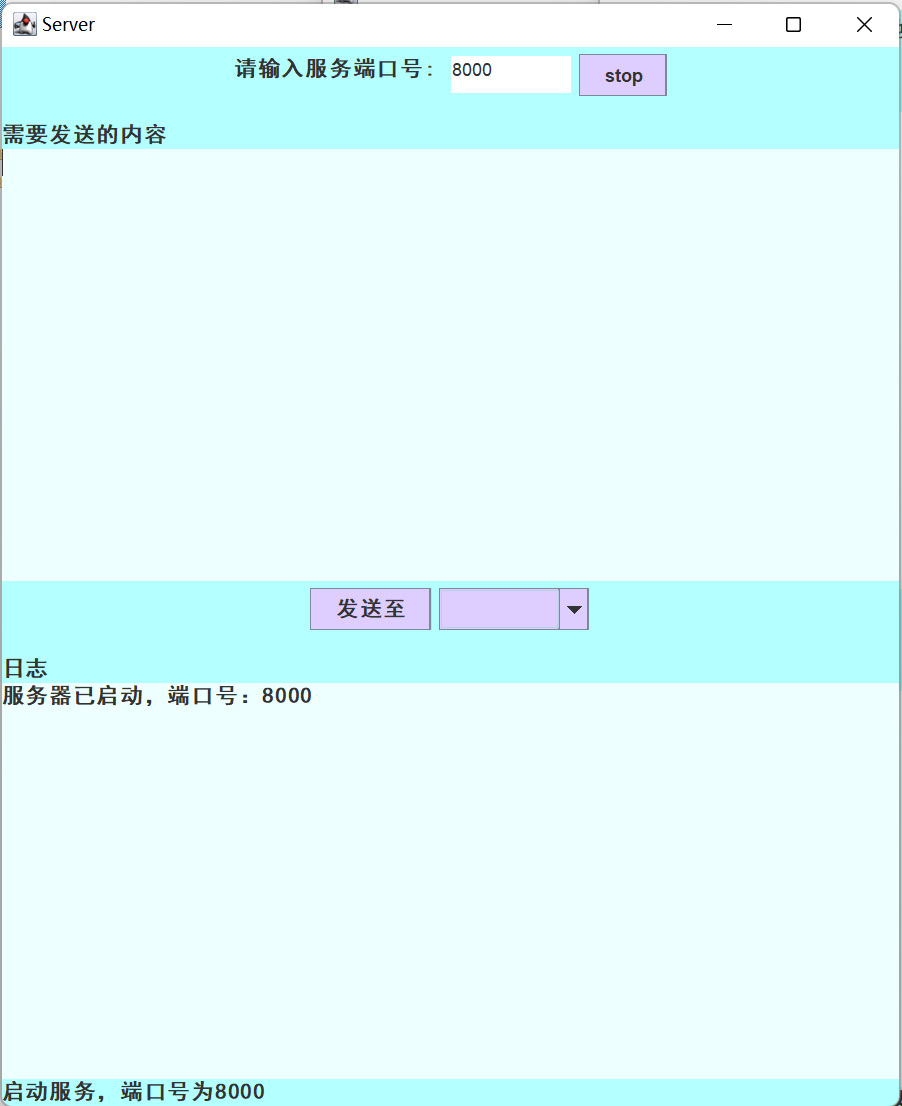 Server
请输入服务端口号： 8000 stop
需要发送的内容
发送至
日志
服务器已启动，端口号：8000
启动服务，端口号为8000